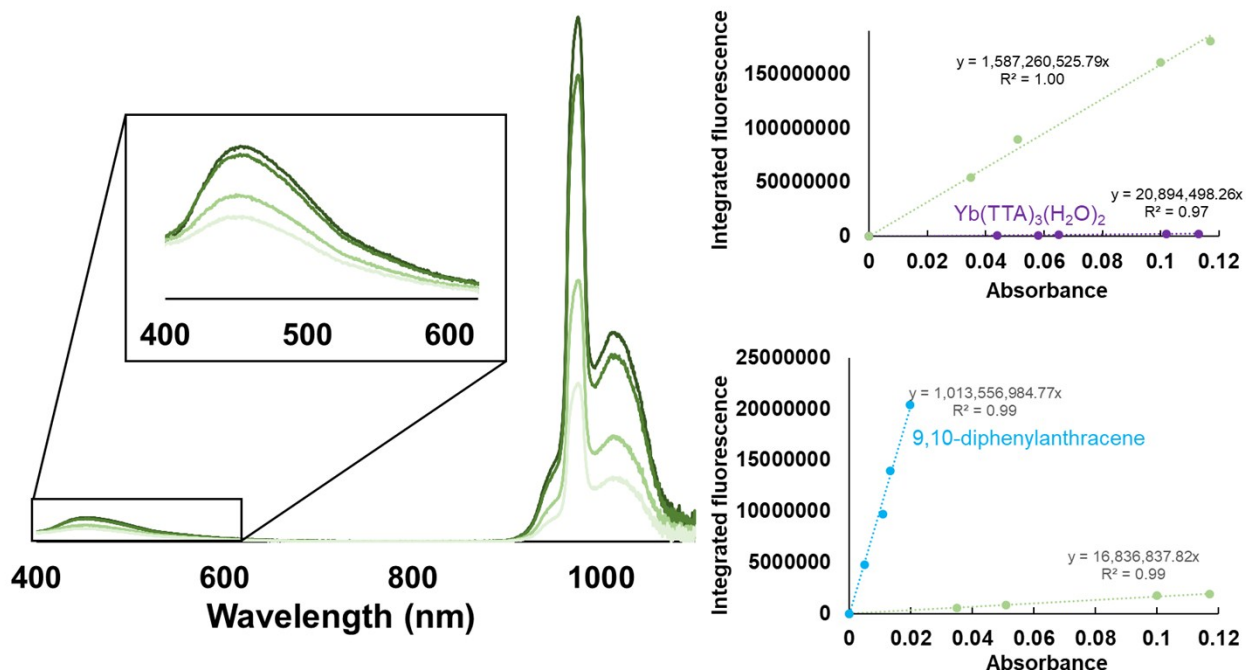 400
500
600
400
600
800
1000
Wavelength (nm)
Integrated fluorescence
150000000
100000000
50000000
0
y = 1,587,260,525.79x
R² = 1.00
y = 20,894,498.26x
R² = 0.97
Yb(TTA)₃(H₂O)₂
0
0.02
0.04
0.06
0.08
0.1
0.12
Absorbance
Integrated fluorescence
25000000
20000000
15000000
10000000
5000000
0
y = 1,013,556,984.77x
R² = 0.99
9,10-diphenylanthracene
y = 16,836,837.82x
R² = 0.99
0
0.02
0.04
0.06
0.08
0.1
0.12
Absorbance